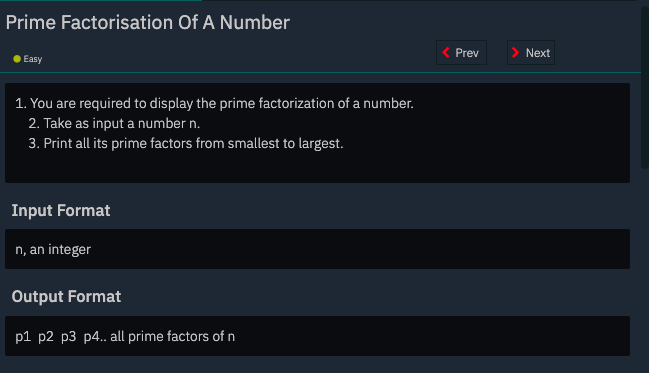 Prime Factorisation Of A Number
Easy
Prev
Next
1. You are required to display the prime factorization of a number.
2. Take as input a number n.
3. Print all its prime factors from smallest to largest.
Input Format
n, an integer
Output Format
p1 p2 p3 p4.. all prime factors of n